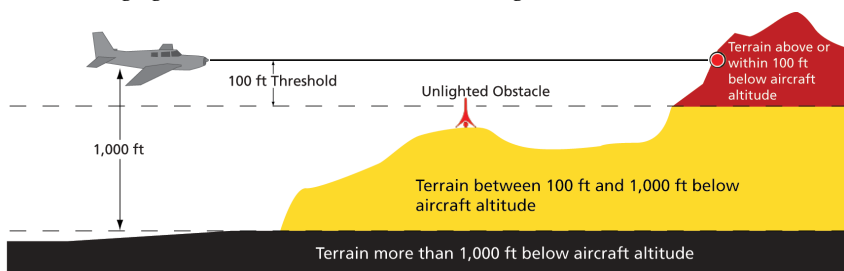 100 ft Threshold
Unlighted Obstacle
Terrain above or
within 100 ft
below aircraft
altitude
1,000 ft
Terrain between 100 ft and 1,000 ft below
aircraft altitude
Terrain more than 1,000 ft below aircraft altitude